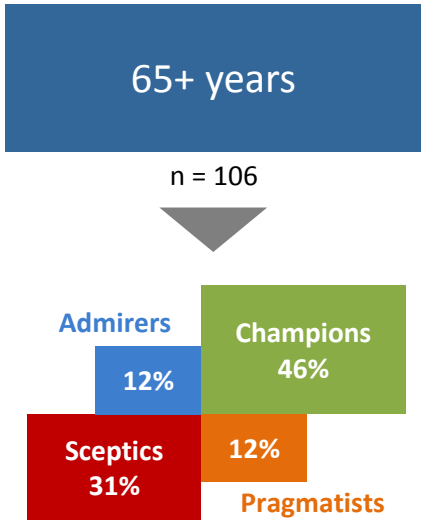 65+ years
n = 106
Admirers
Champions
46%
12%
Sceptics
31%
12%
Pragmatists